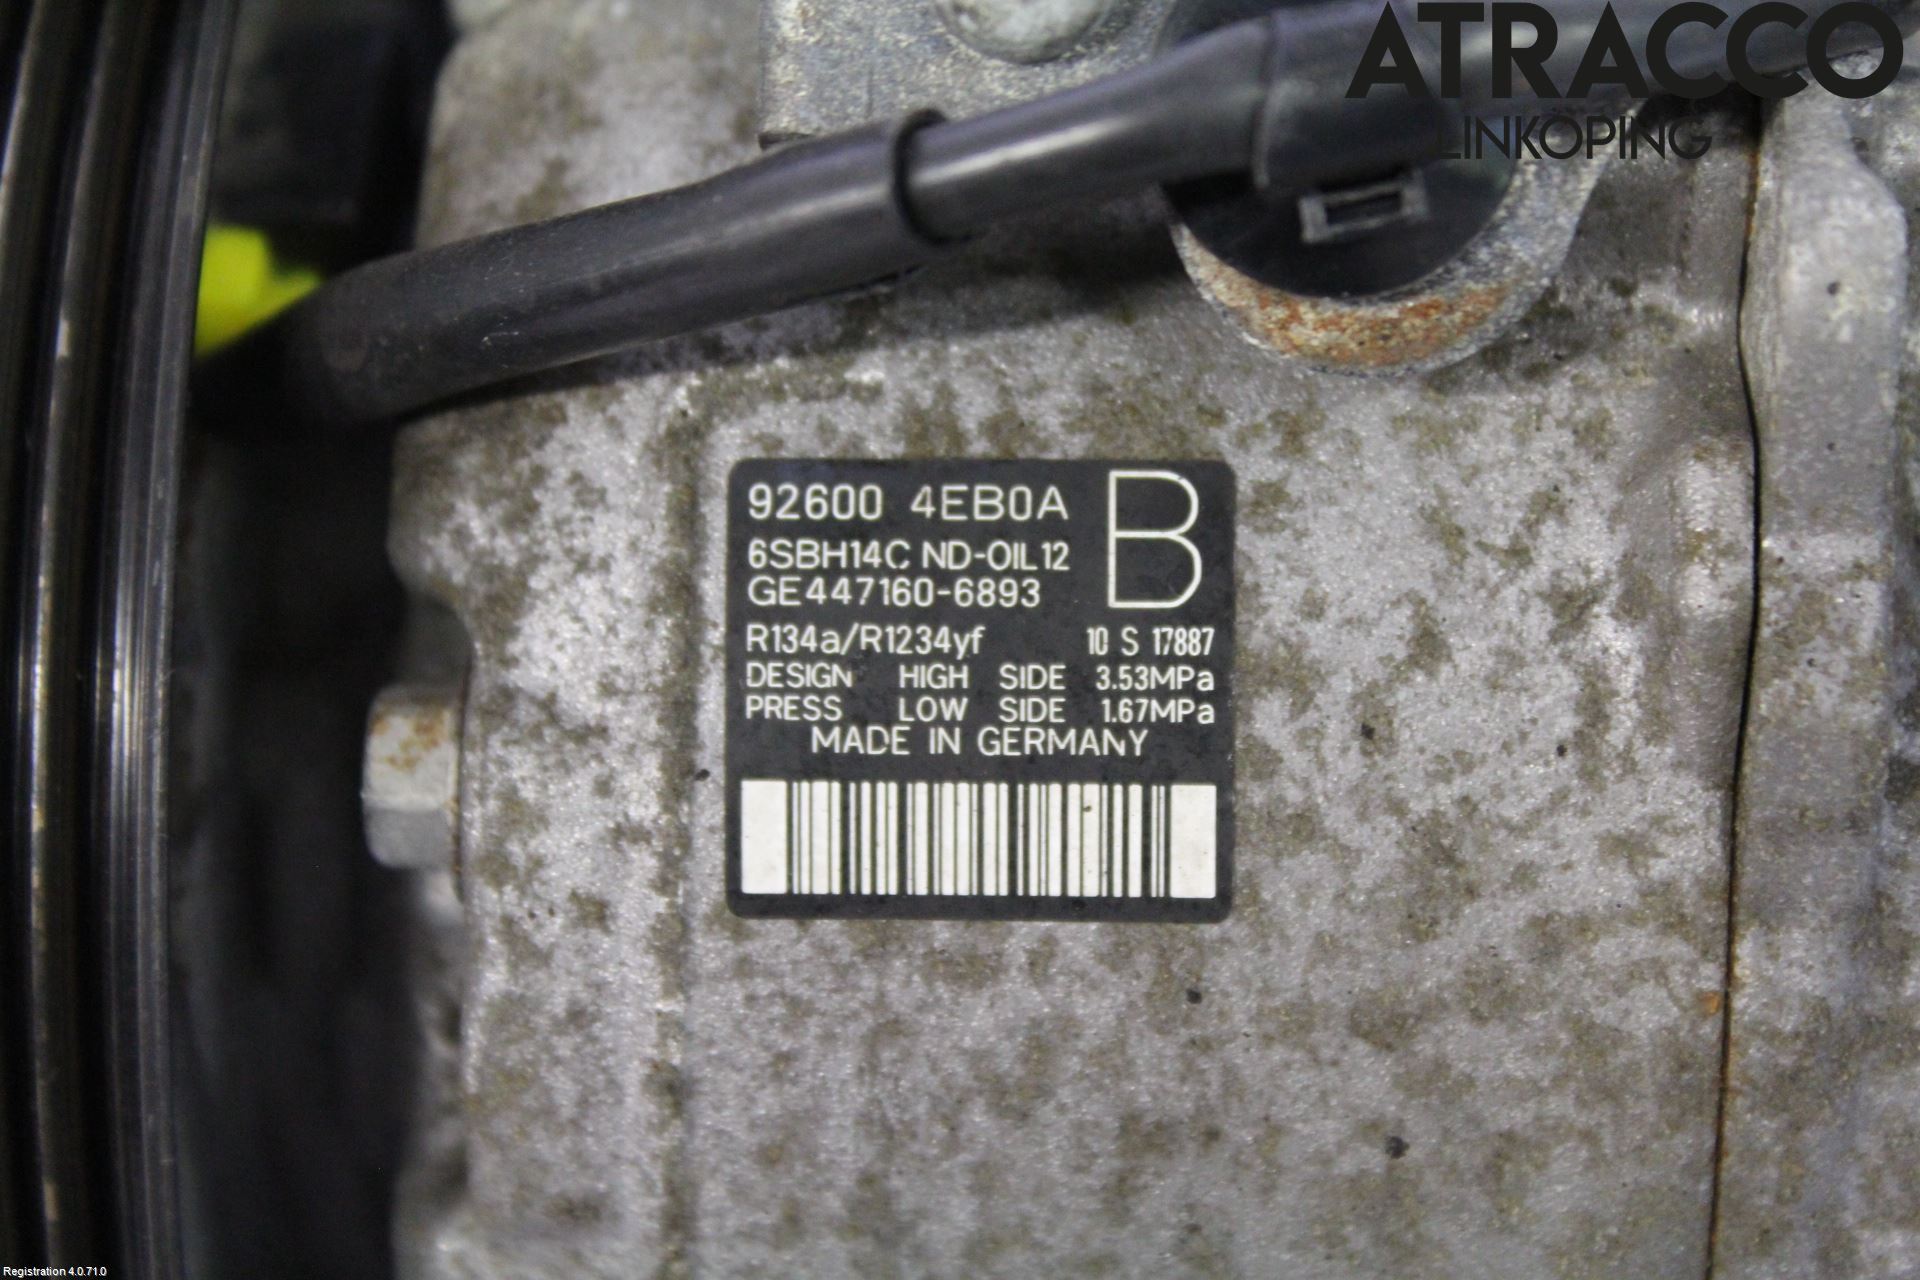 ATRACCO
LINKÖPING
92600 4EB0A B
6SBH14C ND-OIL12
GE447160-6893
R134a/R1234yf 10 S 17887
DESIGN HIGH SIDE 3.53MPa
PRESS LOW SIDE 1.67MPa
MADE IN GERMANY
Registration 4.0.71.0